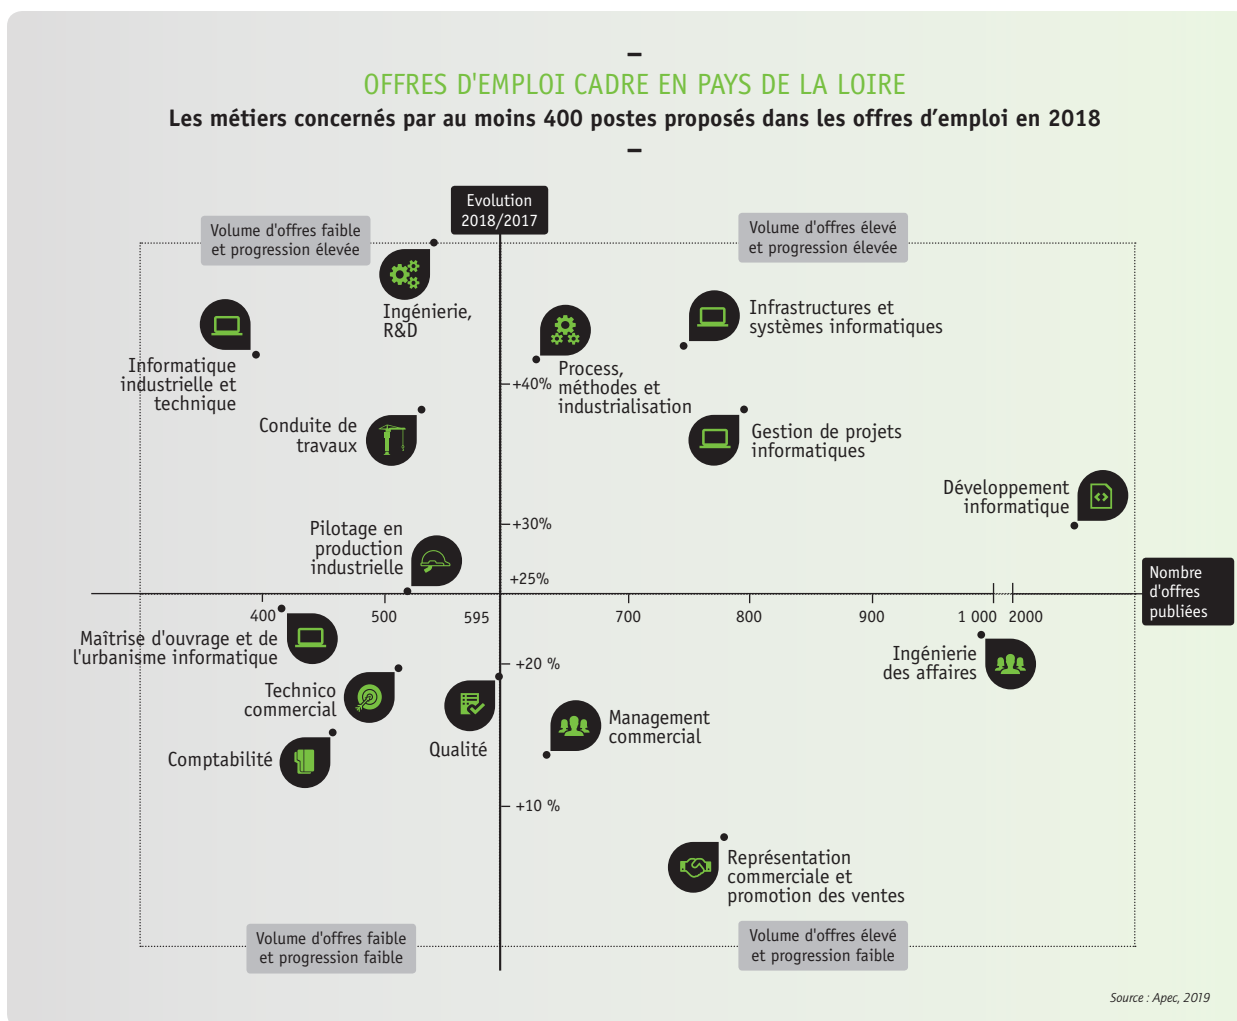 OFFRES D'EMPLOI CADRE EN PAYS DE LA LOIRE
Les métiers concernés par au moins 400 postes proposés dans les offres d’emploi en 2018
Evolution
2018/2017
Volume d'offres faible
et progression élevée
Volume d'offres élevé
et progression élevée
Ingénierie,
R&D
Infrastructures et
systèmes informatiques
Informatique
industrielle et
technique
Process,
méthodes et
industrialisation
+40%
Conduite de
travaux
Gestion de projets
informatiques
Développement
informatique
+30%
Pilotage en
production
industrielle
+25%
Nombre
d'offres
publiées
400
500
595
700
800
900
1 000
2000
Maîtrise d'ouvrage et de
l'urbanisme informatique
+20 %
Ingénierie
des affaires
Technico
commercial
Qualité
Management
commercial
Comptabilité
+10 %
Représentation
commerciale et
promotion des ventes
Volume d'offres faible
et progression faible
Volume d'offres élevé
et progression faible
Source : Apec, 2019